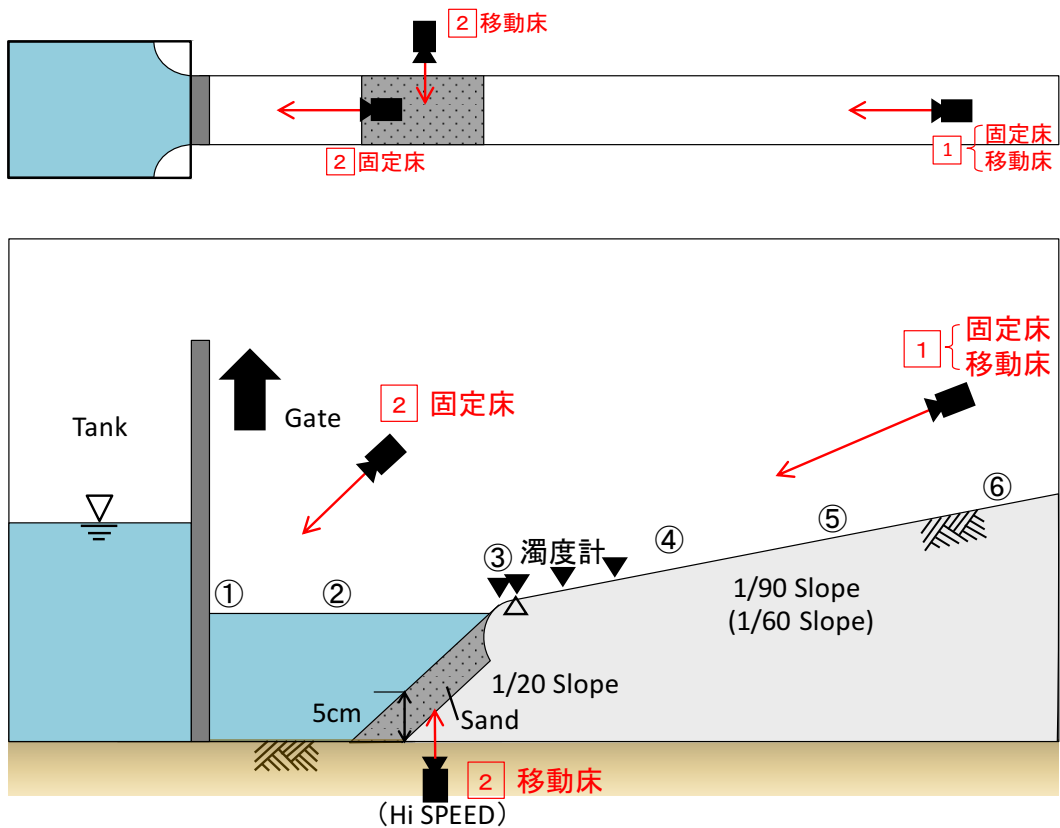 2 移動床
2 固定床
1 固定床
移動床
1 固定床
移動床
2 固定床
Gate
Tank
⑥
⑤
④
③ 濁度計
① ②
1/90 Slope
(1/60 Slope)
1/20 Slope
5cm
Sand
2 移動床
(Hi SPEED)